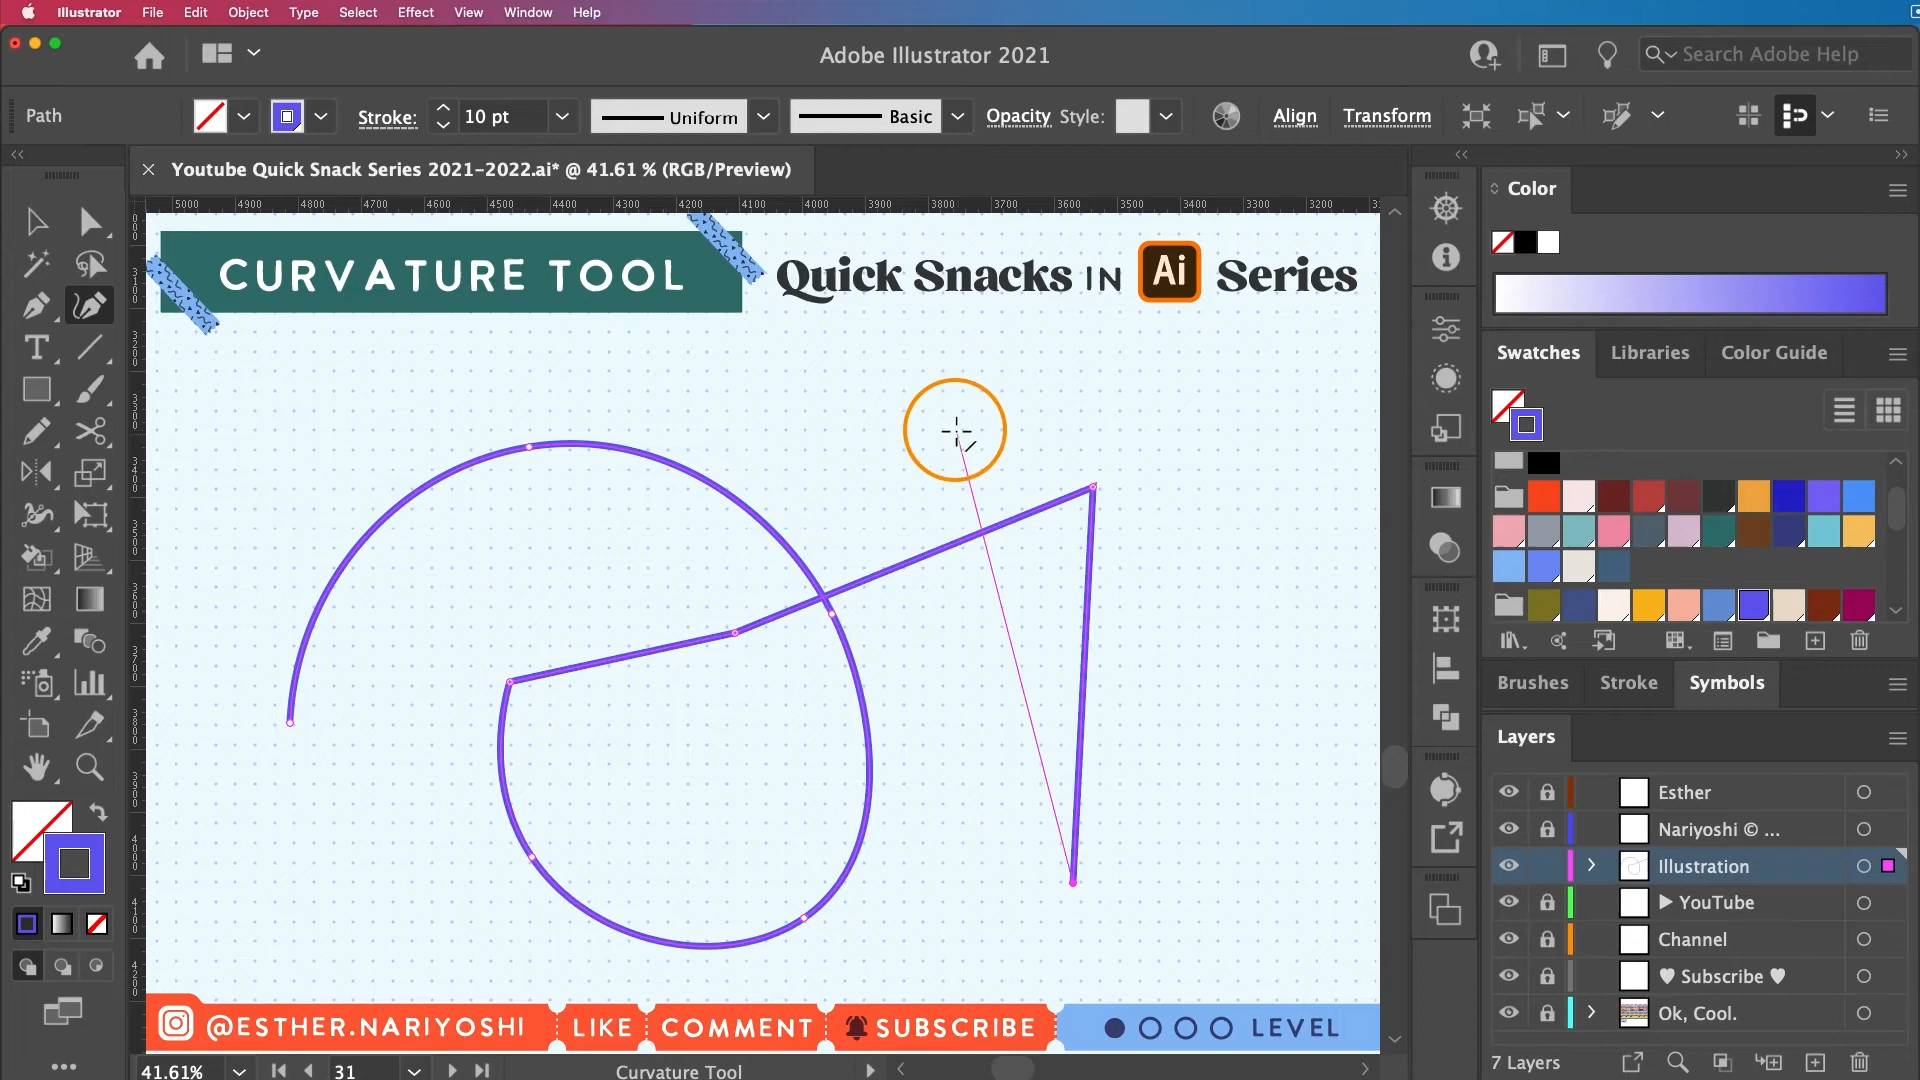 Illustrator File Edit Object Type Select Effect View Window Help
Adobe Illustrator 2021
Search Adobe Help
Path
Stroke: 10 pt Uniform Basic Opacity Style: Align Transform
Youtube Quick Snack Series 2021-2022.ai* @ 41.61 % (RGB/Preview)
5000 4900 4800 4700 4600 4500 4400 4300 4200 4100 4000 3900 3800 3700 3600 3500 3400 3300 3200
CURVATURE TOOL
Quick Snacks IN Ai Series
Color
Swatches Libraries Color Guide
Brushes Stroke Symbols
Layers
Esther
Nariyoshi © ...
Illustration
▶ YouTube
Channel
♥ Subscribe ♥
Ok, Cool.
7 Layers
@ESTHER.NARIYOSHI LIKE COMMENT SUBSCRIBE LEVEL
41.61% 31 Curvature Tool